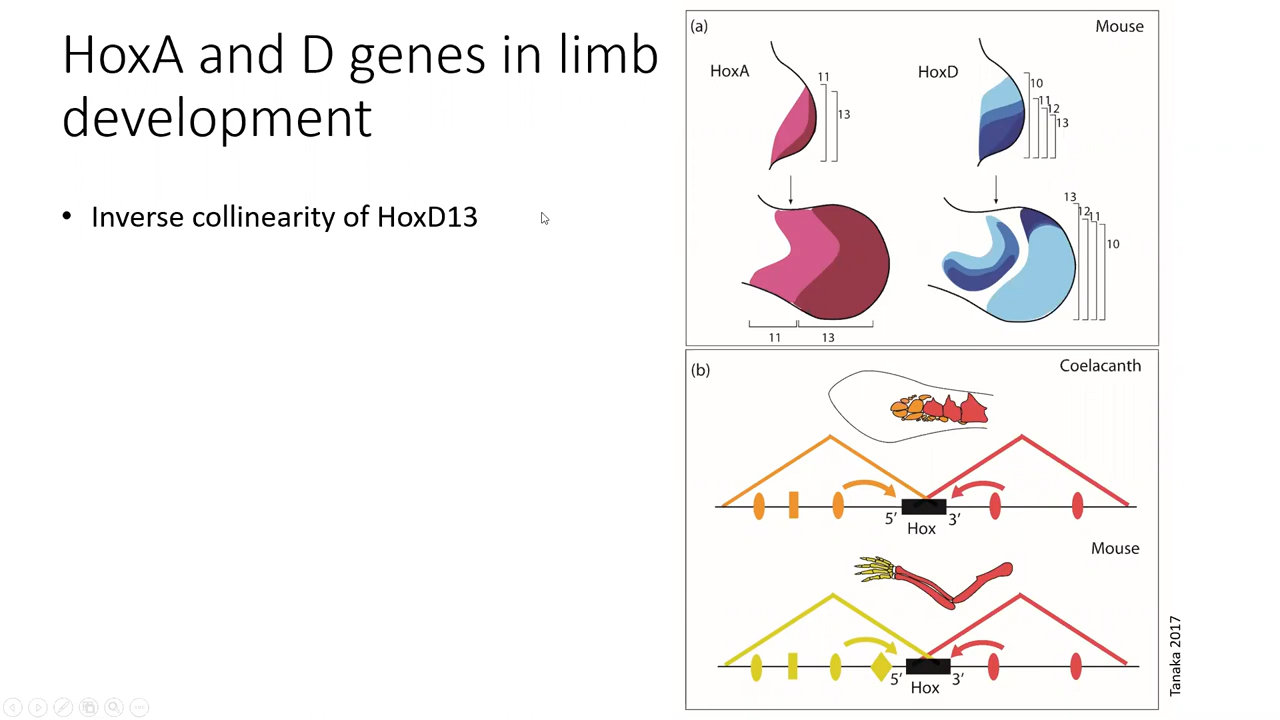 HoxA and D genes in limb
development
• Inverse collinearity of HoxD13
(a)
Mouse
HoxA
11
13
HoxD
10
11
12
13
11
13
13
12
11
10
(b)
Coelacanth
5′
Hox
3′
Mouse
5′
Hox
3′
Tanaka 2017